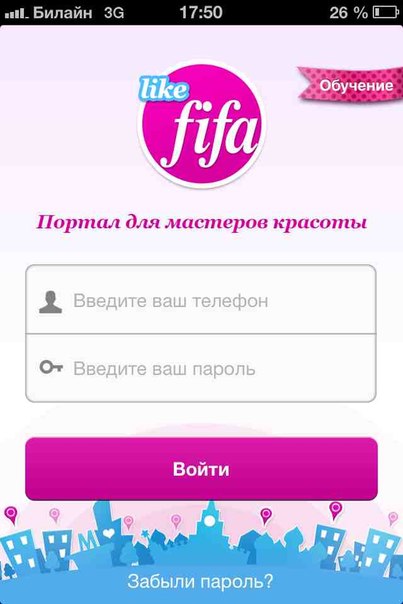 Билайн 3G 17:50 26 %
like
fifa
Обучение
Портал для мастеров красоты
Введите ваш телефон
Введите ваш пароль
Войти
М
Забыли пароль?